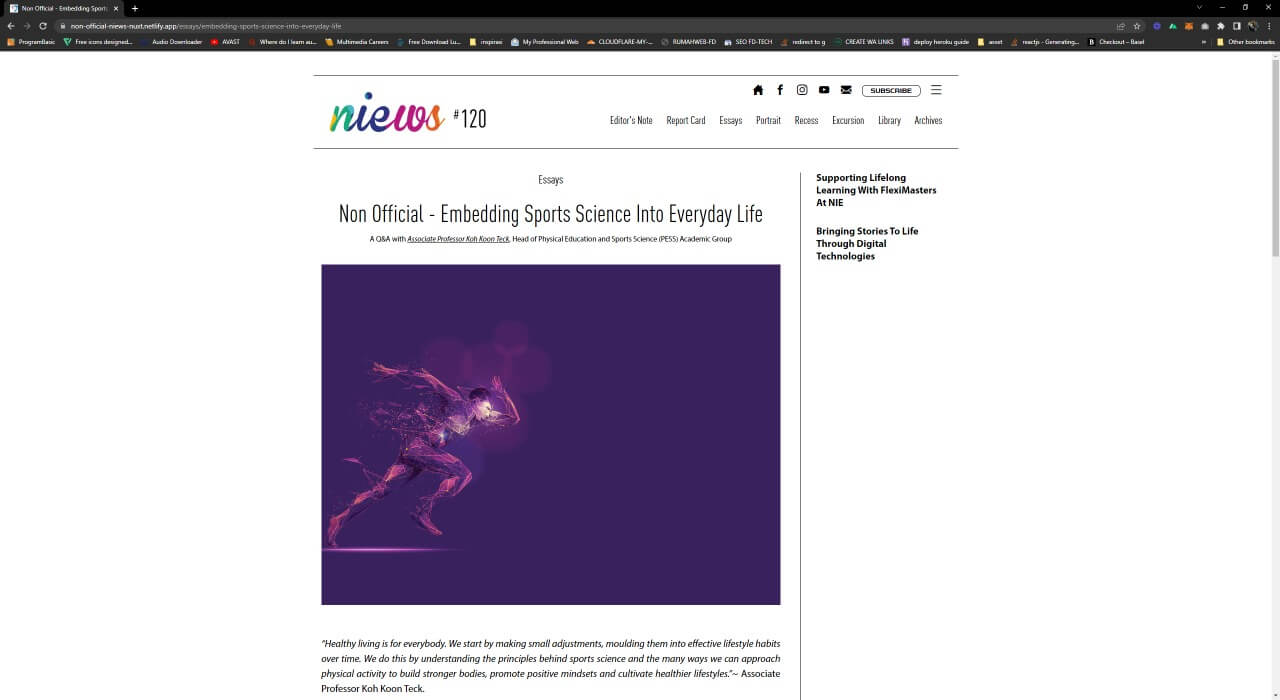 Non Official - Embedding Sports
non-official-niews-nuxt.netlify.app/essays/embedding-sports-science-into-everyday-life
ProgramBasic Free icons designed... Audio Downloader AVAST Where do I learn au... Multimedia Careers Free Download Lu... inspirasi My Professional Web CLOUDFLARE-MY-... RUMAHWEB-FD SEO FD-TECH redirect to g CREATE WA LINKS deploy heroku guide asset reactjs - Generating... Checkout – Basel » Other bookmarks
niews #120
SUBSCRIBE
Editor's Note Report Card Essays Portrait Recess Excursion Library Archives
Essays
Non Official - Embedding Sports Science Into Everyday Life
A Q&A with Associate Professor Koh Koon Teck, Head of Physical Education and Sports Science (PESS) Academic Group
"Healthy living is for everybody. We start by making small adjustments, moulding them into effective lifestyle habits
over time. We do this by understanding the principles behind sports science and the many ways we can approach
physical activity to build stronger bodies, promote positive mindsets and cultivate healthier lifestyles."~ Associate
Professor Koh Koon Teck.
Supporting Lifelong
Learning With FlexiMasters
At NIE
Bringing Stories To Life
Through Digital
Technologies